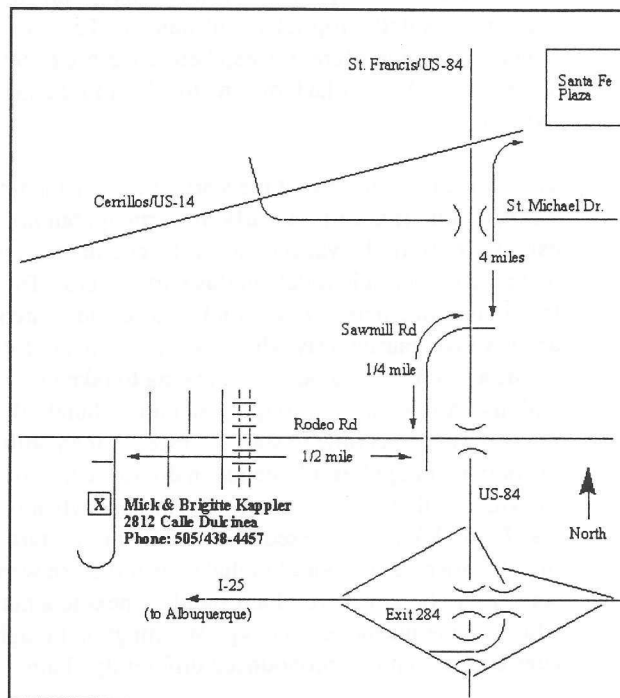 St. Francis/US-84
Santa Fe
Plaza
Cerrillos/US-14
St. Michael Dr.
4 miles
Sawmill Rd
1/4 mile
Rodeo Rd
1/2 mile
X
Mick & Brigitte Kappler
2812 Calle Dulcinea
Phone: 505/438-4457
US-84
North
I-25
(to Albuquerque)
Exit 284